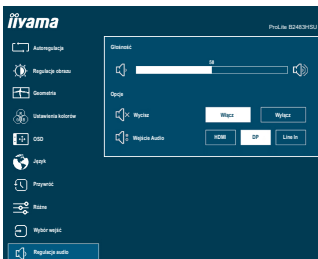 iiyama
ProLite B2483HSU
Autoregulacja
Regulacje obrazu
Geometria
Ustawienia kolorów
OSD
Język
Przywróć
Różne
Wybór wejść
Regulacja audio
Głośność
50
Opcje
Wycisz
Włącz
Wyłącz
Wejście Audio
HDMI
DP
Line In